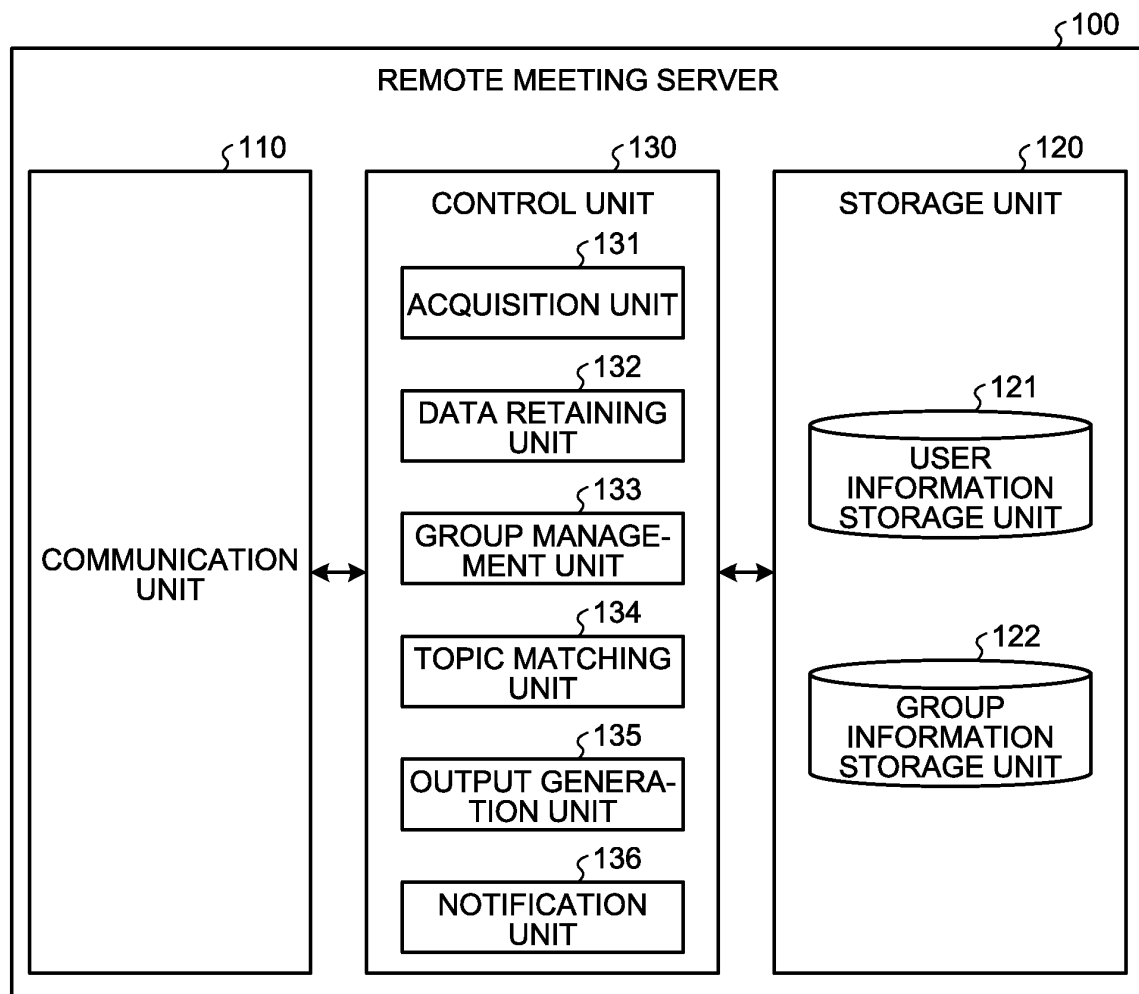 100
REMOTE MEETING SERVER
110
COMMUNICATION
UNIT
130
CONTROL UNIT
131
ACQUISITION UNIT
132
DATA RETAINING
UNIT
133
GROUP MANAGE-
MENT UNIT
134
TOPIC MATCHING
UNIT
135
OUTPUT GENERA-
TION UNIT
136
NOTIFICATION
UNIT
120
STORAGE UNIT
121
USER
INFORMATION
STORAGE UNIT
122
GROUP
INFORMATION
STORAGE UNIT